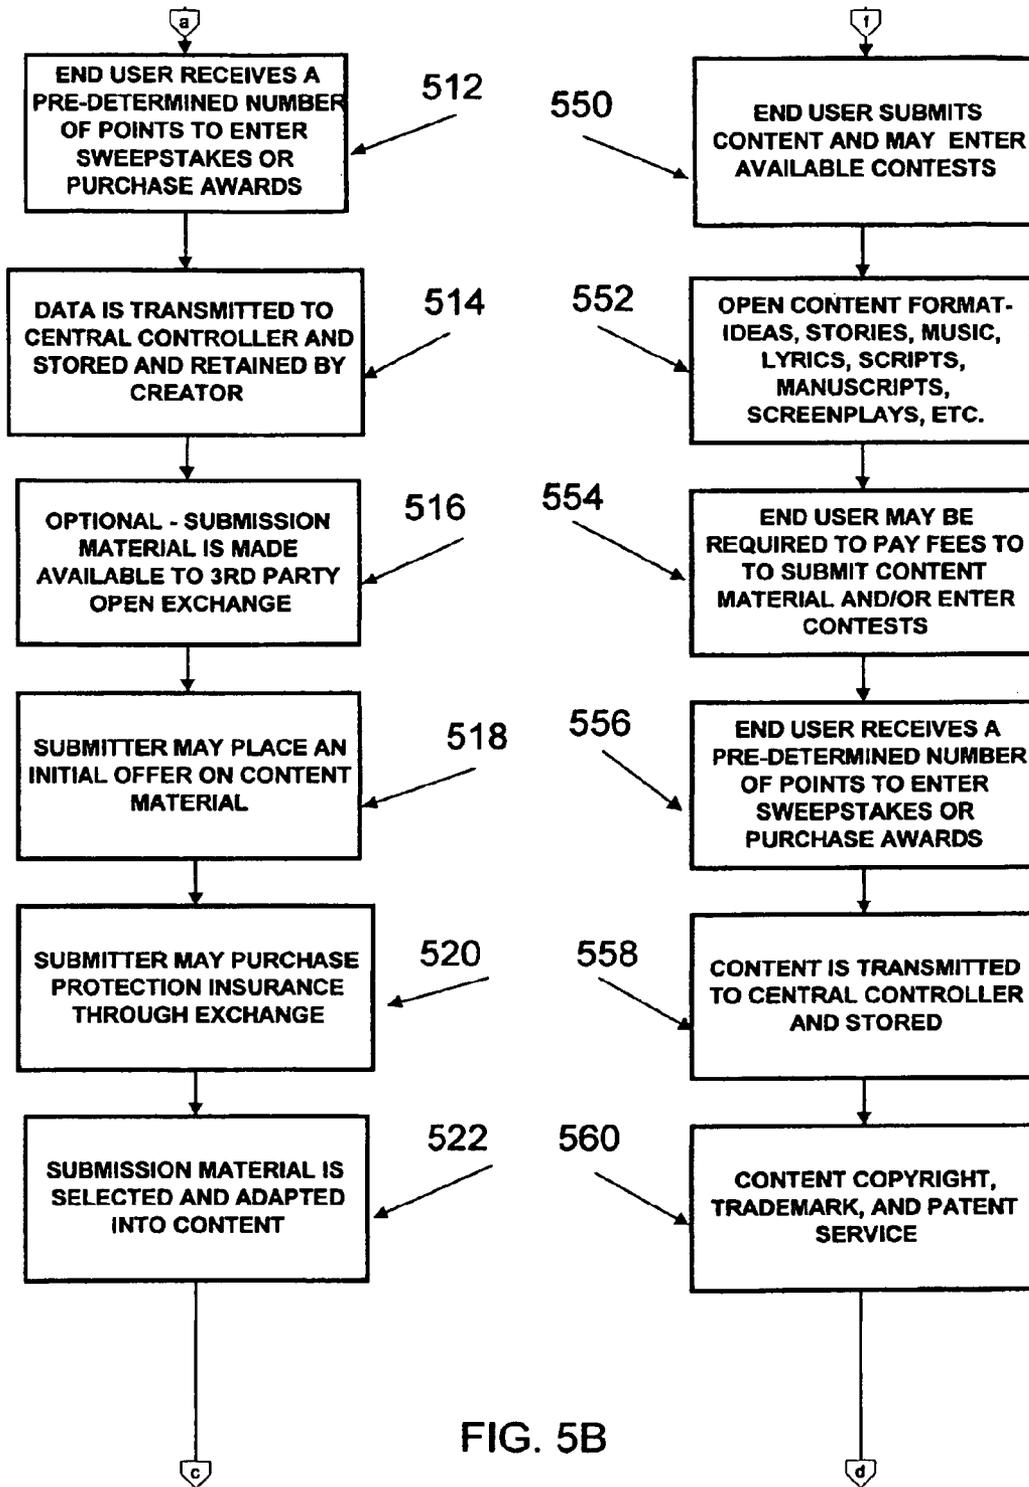 a
END USER RECEIVES A
PRE-DETERMINED NUMBER
OF POINTS TO ENTER
SWEEPSTAKES OR
PURCHASE AWARDS
512
DATA IS TRANSMITTED TO
CENTRAL CONTROLLER AND
STORED AND RETAINED BY
CREATOR
514
OPTIONAL - SUBMISSION
MATERIAL IS MADE
AVAILABLE TO 3RD PARTY
OPEN EXCHANGE
516
SUBMITTER MAY PLACE AN
INITIAL OFFER ON CONTENT
MATERIAL
518
SUBMITTER MAY PURCHASE
PROTECTION INSURANCE
THROUGH EXCHANGE
520
SUBMISSION MATERIAL IS
SELECTED AND ADAPTED
INTO CONTENT
522
c
f
550
END USER SUBMITS
CONTENT AND MAY ENTER
AVAILABLE CONTESTS
552
OPEN CONTENT FORMAT-
IDEAS, STORIES, MUSIC,
LYRICS, SCRIPTS,
MANUSCRIPTS,
SCREENPLAYS, ETC.
554
END USER MAY BE
REQUIRED TO PAY FEES TO
TO SUBMIT CONTENT
MATERIAL AND/OR ENTER
CONTESTS
556
END USER RECEIVES A
PRE-DETERMINED NUMBER
OF POINTS TO ENTER
SWEEPSTAKES OR
PURCHASE AWARDS
558
CONTENT IS TRANSMITTED
TO CENTRAL CONTROLLER
AND STORED
560
CONTENT COPYRIGHT,
TRADEMARK, AND PATENT
SERVICE
d
FIG. 5B